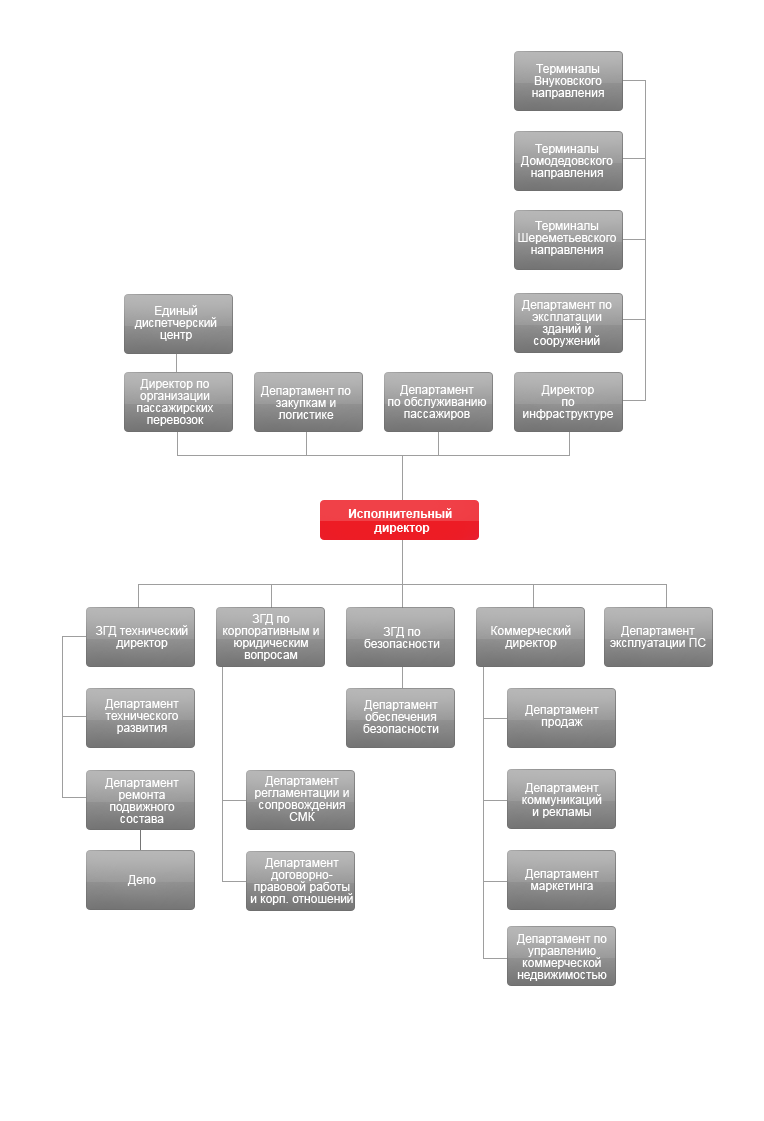 Терминалы
Внуковского
направления
Терминалы
Домодедовского
направления
Терминалы
Шереметьевского
направления
Департамент по
эксплатации
зданий и
сооружений
Единый
диспетчерский
центр
Директор по
организации
пассажирских
перевозок
Департамент по
закупкам и
логистике
Департамент
по обслуживанию
пассажиров
Директор
по
инфраструктуре
Исполнительный
директор
ЗГД технический
директор
ЗГД по
корпоративным и
юридическим
вопросам
ЗГД по
безопасности
Коммерческий
директор
Департамент
эксплуатации ПС
Департамент
технического
развития
Департамент
обеспечения
безопасности
Департамент
продаж
Департамент
ремонта
подвижного
состава
Департамент
регламентации и
сопровождения
СМК
Департамент
коммуникаций
и рекламы
Депо
Департамент
договорно-
правовой работы
и корп. отношений
Департамент
маркетинга
Департамент по
управлению
коммерческой
недвижимостью